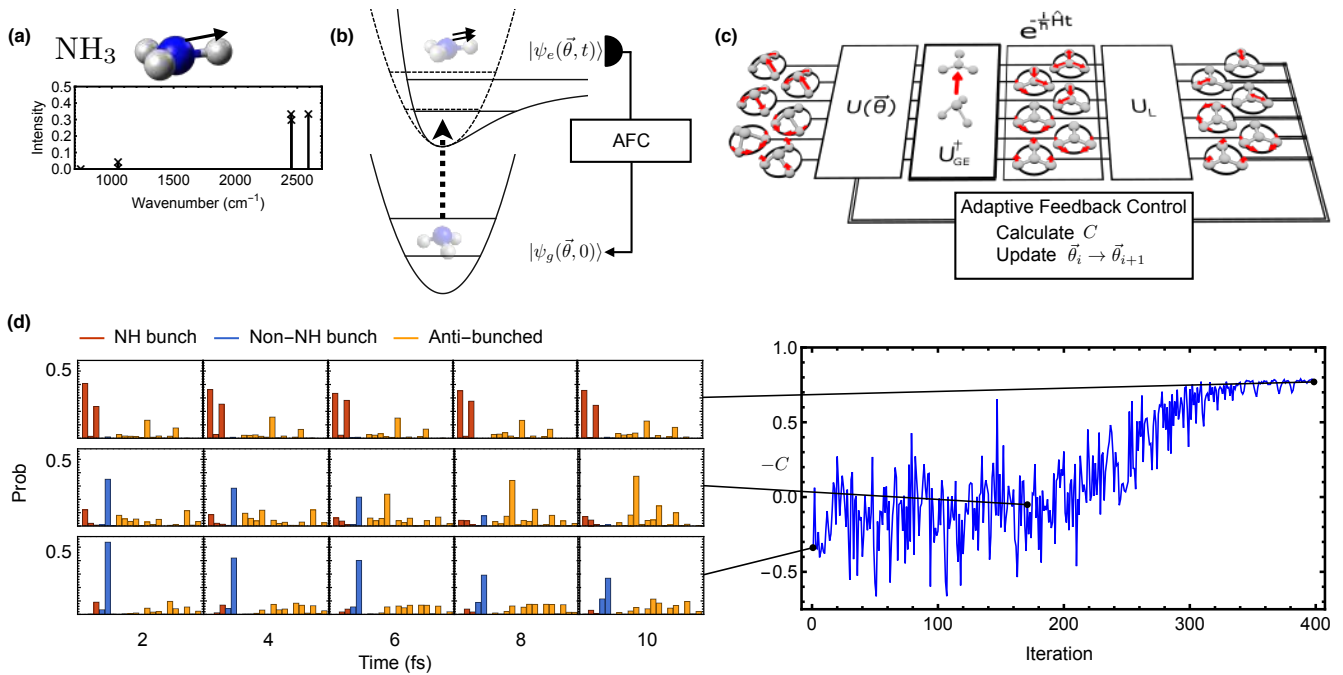 (a)
NH₃
0.5
0.4
0.3
0.2
0.1
0.0
Intensity
1000
1500
2000
2500
Wavenumber (cm⁻¹)
(b)
|ψₑ(θ⃗, t)⟩
AFC
|ψ_g(θ⃗, 0)⟩
(c)
e^{-i/ħ Ĥt}
U(θ⃗)
U†_GE
U_L
Adaptive Feedback Control
Calculate C
Update θ⃗ᵢ → θ⃗ᵢ₊₁
(d)
NH bunch
Non−NH bunch
Anti−bunched
0.5
0.5
0.5
Prob
2
4
6
8
10
Time (fs)
1.0
0.5
0.0
−0.5
−C
0
100
200
300
400
Iteration